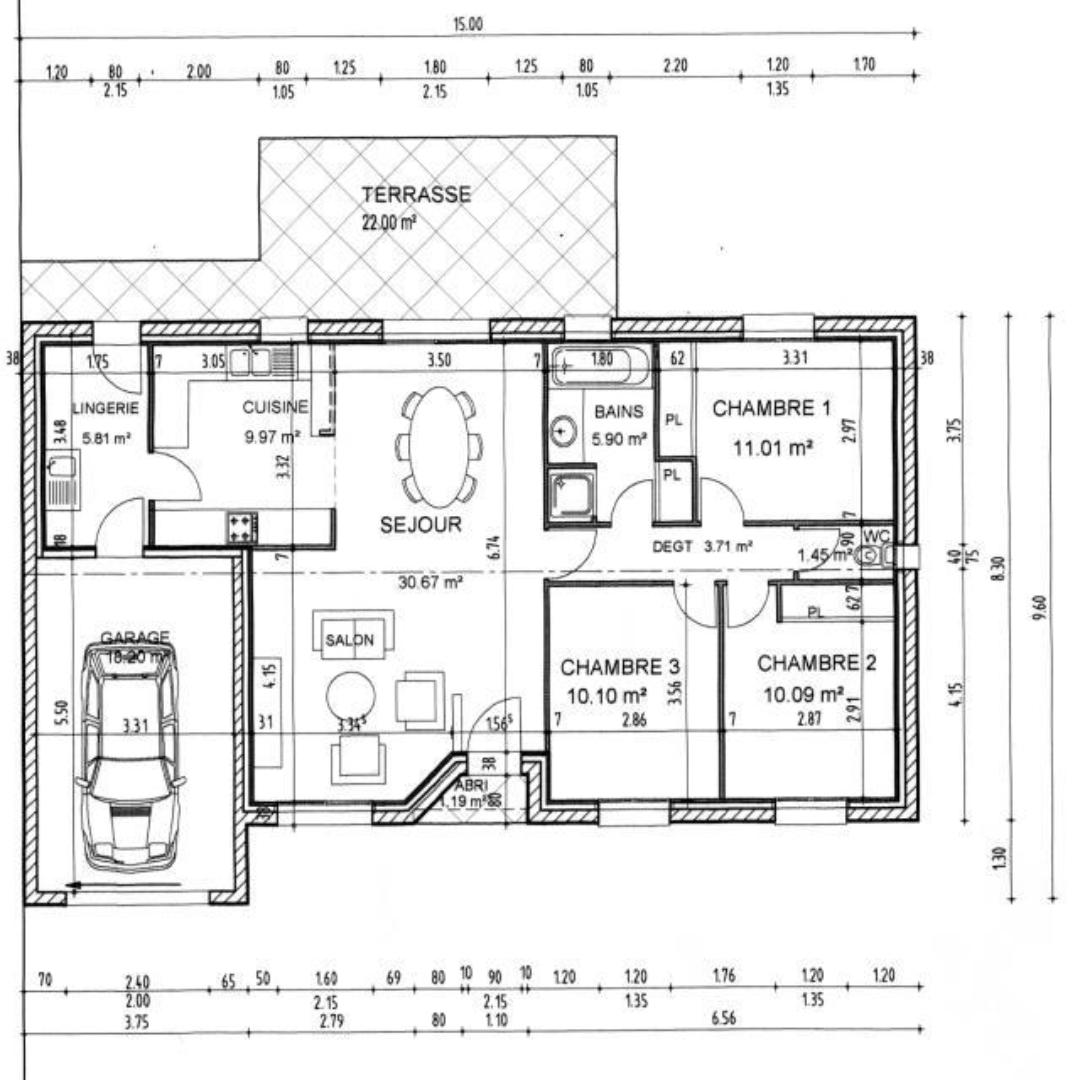 15.00
1.20 80 2.00 80 1.25 1.80 1.25 80 2.20 1.20 1.70
2.15 1.05 2.15 1.05 1.35
TERRASSE
22.00 m²
38 1.75 7 3.05 3.50 7 1.80 62 3.31 38
LINGERIE
5.81 m²
3.48
18
CUISINE
9.97 m²
3.32
7
BAINS
5.90 m²
PL
PL
CHAMBRE 1
11.01 m²
2.97
7
SEJOUR
30.67 m²
6.74
DEGT 3.71 m²
WC
1.45 m²
90
3.75
40
75
8.30
9.60
4.15
1.30
GARAGE
18.20 m²
5.50
3.31
SALON
4.15
31 3.34⁵ 1.56⁵
38
ABRI
1.19 m²
80
CHAMBRE 3
10.10 m²
3.56
7 2.86
PL
62 7
CHAMBRE 2
10.09 m²
7 2.87
2.91
70 2.40 65 50 1.60 69 80 10 90 10 1.20 1.20 1.76 1.20 1.20
2.00 2.15 2.15 1.35 1.35
3.75 2.79 80 1.10 6.56